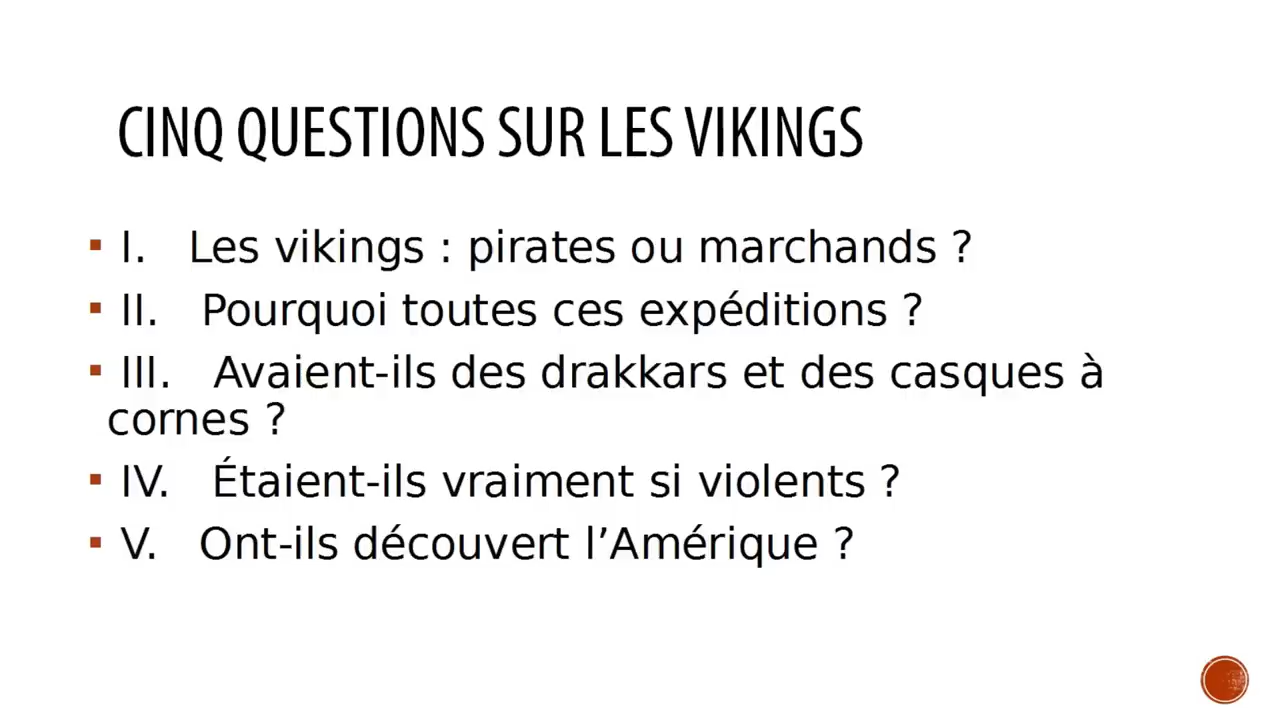 CINQ QUESTIONS SUR LES VIKINGS
▪ I. Les vikings : pirates ou marchands ?
▪ II. Pourquoi toutes ces expéditions ?
▪ III. Avaient-ils des drakkars et des casques à
cornes ?
▪ IV. Étaient-ils vraiment si violents ?
▪ V. Ont-ils découvert l’Amérique ?